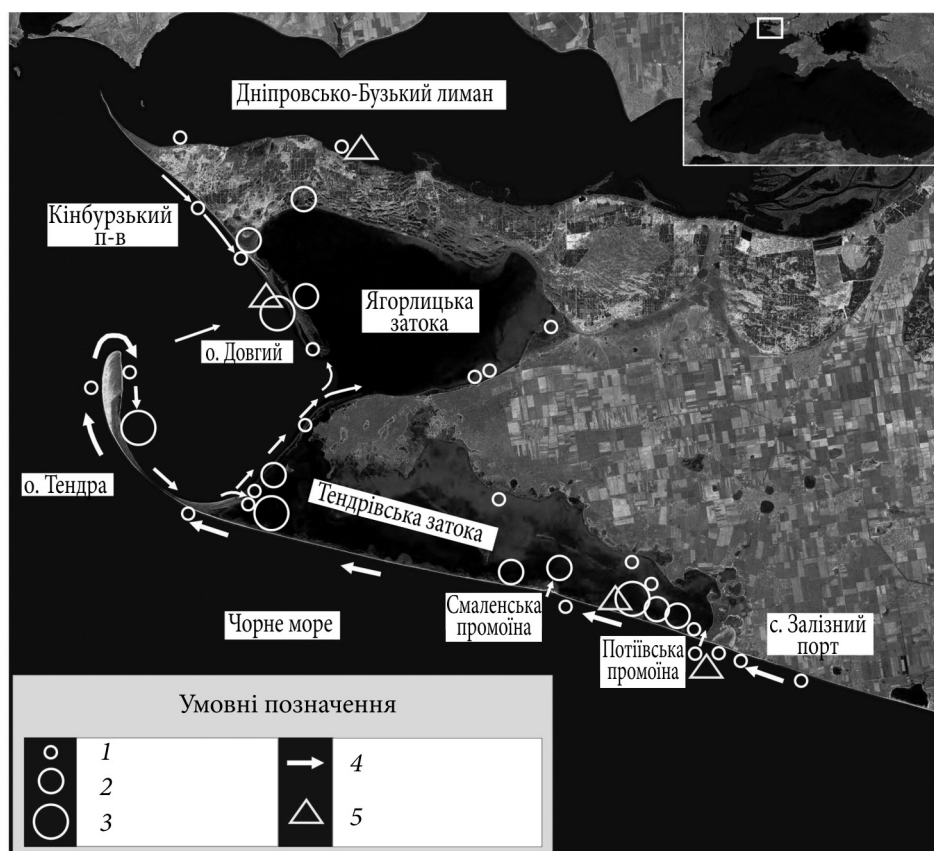 Дніпровсько-Бузький лиман
Кінбурзький
п-в
Ягорлицька
затока
о. Довгий
о. Тендра
Тендрівська затока
Смаленська
промоїна
Чорне море
Потіївська
промоїна
с. Залізний
порт
Умовні позначення
1
2
3
4
5